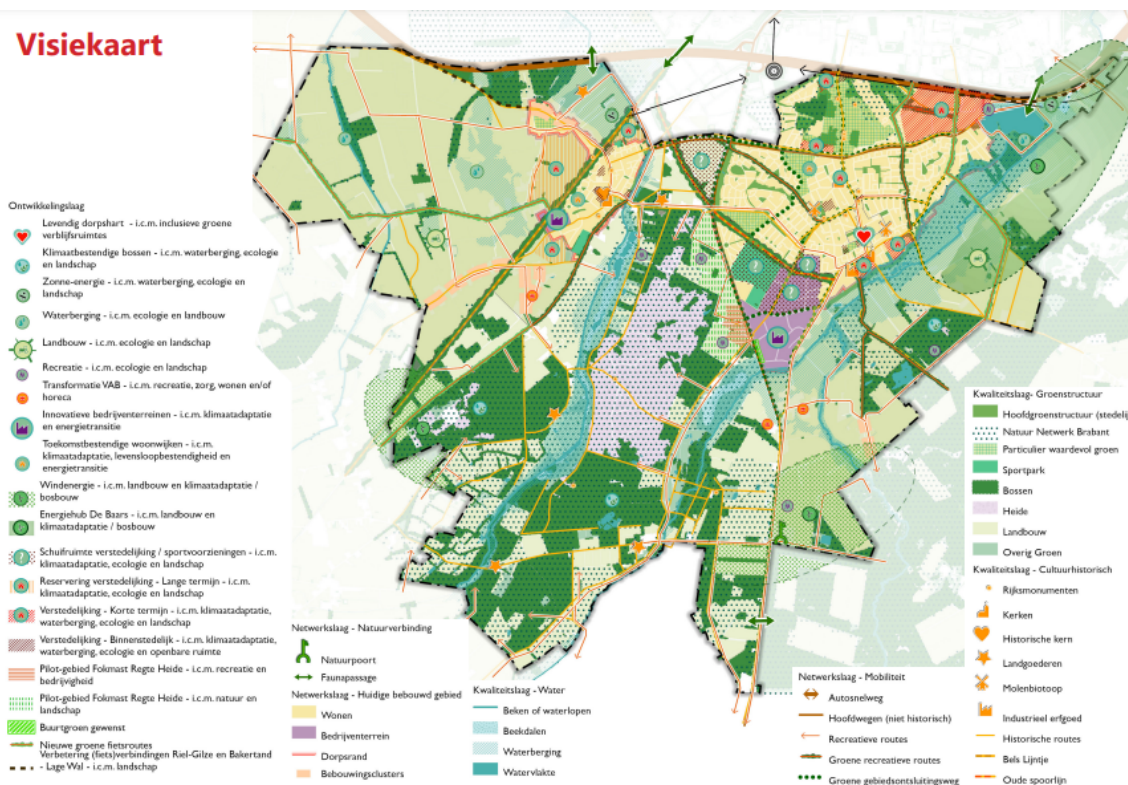 Visiekaart
Ontwikkelingslaag
Levendig dorpshart - i.c.m. inclusieve groene
verblijfsruimtes
Klimaatbestendige bossen - i.c.m. waterberging, ecologie
en landschap
Zonne-energie - i.c.m. waterberging, ecologie en
landschap
Waterberging - i.c.m. ecologie en landbouw
Landbouw - i.c.m. ecologie en landschap
Recreatie - i.c.m. ecologie en landschap
Transformatie VAB - i.c.m. recreatie, zorg, wonen en/of
horeca
Innovatieve bedrijventerreinen - i.c.m. klimaatadaptatie
en energietransitie
Toekomstbestendige woonwijken - i.c.m.
klimaatadaptatie, levensloopbestendigheid en
energietransitie
Windenergie - i.c.m. landbouw en klimaatadaptatie /
bosbouw
Energiehub De Baars - i.c.m. landbouw en
klimaatadaptatie / bosbouw
Schuifruimte verstedelijking / sportvoorzieningen - i.c.m.
klimaatadaptatie, ecologie en landschap
Reservering verstedelijking - Lange termijn - i.c.m.
klimaatadaptatie, ecologie en landschap
Verstedelijking - Korte termijn - i.c.m. klimaatadaptatie,
waterberging, ecologie en landschap
Verstedelijking - Binnenstedelijk - i.c.m. klimaatadaptatie,
waterberging, ecologie en openbare ruimte
Pilot-gebied Fokmast Regte Heide - i.c.m. recreatie en
bedrijvigheid
Pilot-gebied Fokmast Regte Heide - i.c.m. natuur en
landschap
Buurtgroen gewenst
Nieuwe groene fietsroutes
Verbetering (fiets)verbindingen Riel-Gilze en Bakertand
- Lage Wal - i.c.m. landschap
Netwerkslaag - Natuurverbinding
Natuurpoort
Faunapassage
Netwerkslaag - Huidige bebouwd gebied
Wonen
Bedrijventerrein
Dorpsrand
Bebouwingsclusters
Kwaliteitslaag - Water
Beken of waterlopen
Beekdalen
Waterberging
Watervlakte
Netwerkslaag - Mobiliteit
Autosnelweg
Hoofdwegen (niet historisch)
Recreatieve routes
Groene recreatieve routes
Groene gebiedsontsluitingsweg
Kwaliteitslaag- Groenstructuur
Hoofdgroenstructuur (stedelij
Natuur Netwerk Brabant
Particulier waardevol groen
Sportpark
Bossen
Heide
Landbouw
Overig Groen
Kwaliteitslaag - Cultuurhistorisch
Rijksmonumenten
Kerken
Historische kern
Landgoederen
Molenbiotoop
Industrieel erfgoed
Historische routes
Bels Lijntje
Oude spoorlijn